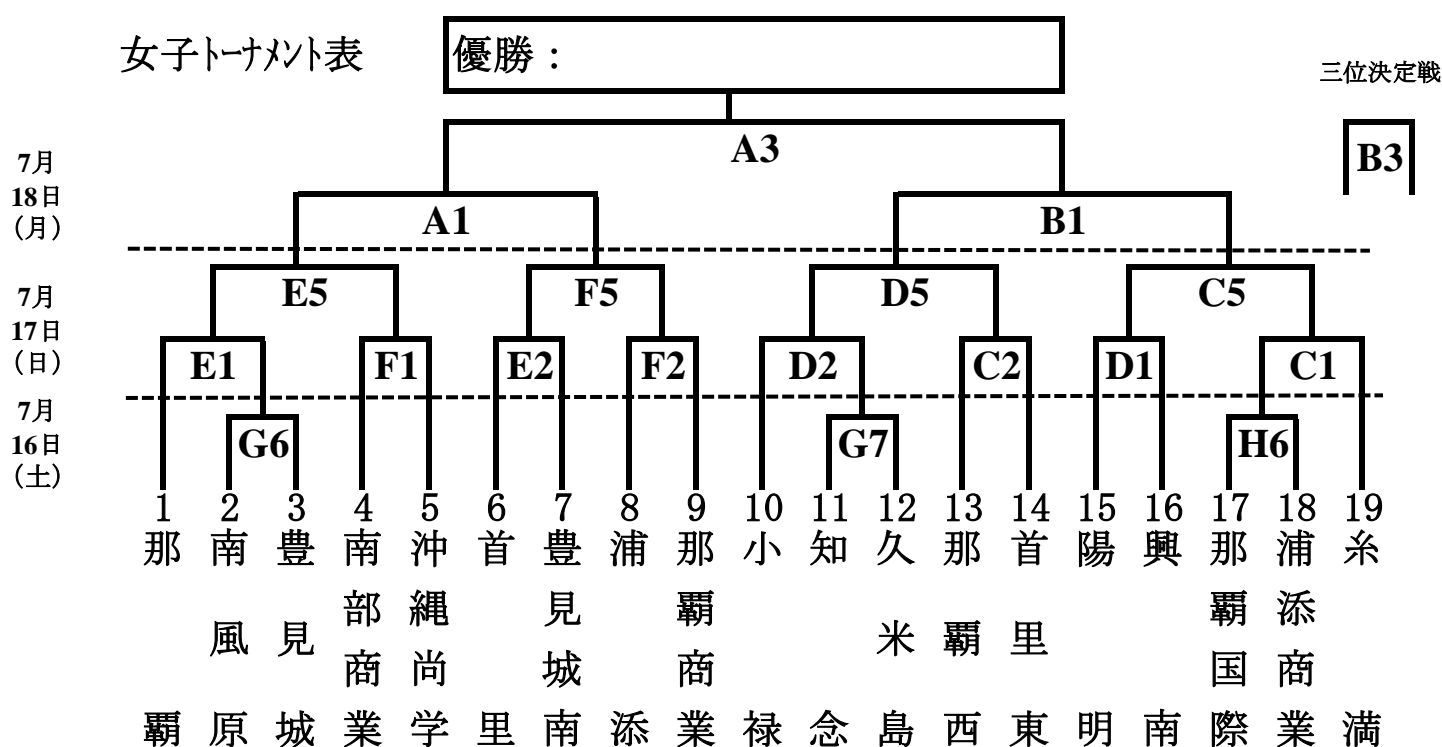 女子トーナメント表
優勝：
三位決定戦
A3
B3
7月
18日
（月）
A1
B1
E5
F5
D5
C5
7月
17日
（日）
E1
F1
E2
F2
D2
C2
D1
C1
7月
16日
（土）
G6
G7
H6
1 那覇
2 南風原
3 豊見城
4 南部商業
5 沖縄尚学
6 首里
7 豊見城南
8 浦添
9 那覇商業
10 小禄
11 知念
12 久米島
13 那覇西
14 首里東
15 陽明
16 興南
17 那覇国際
18 浦添商業
19 糸満